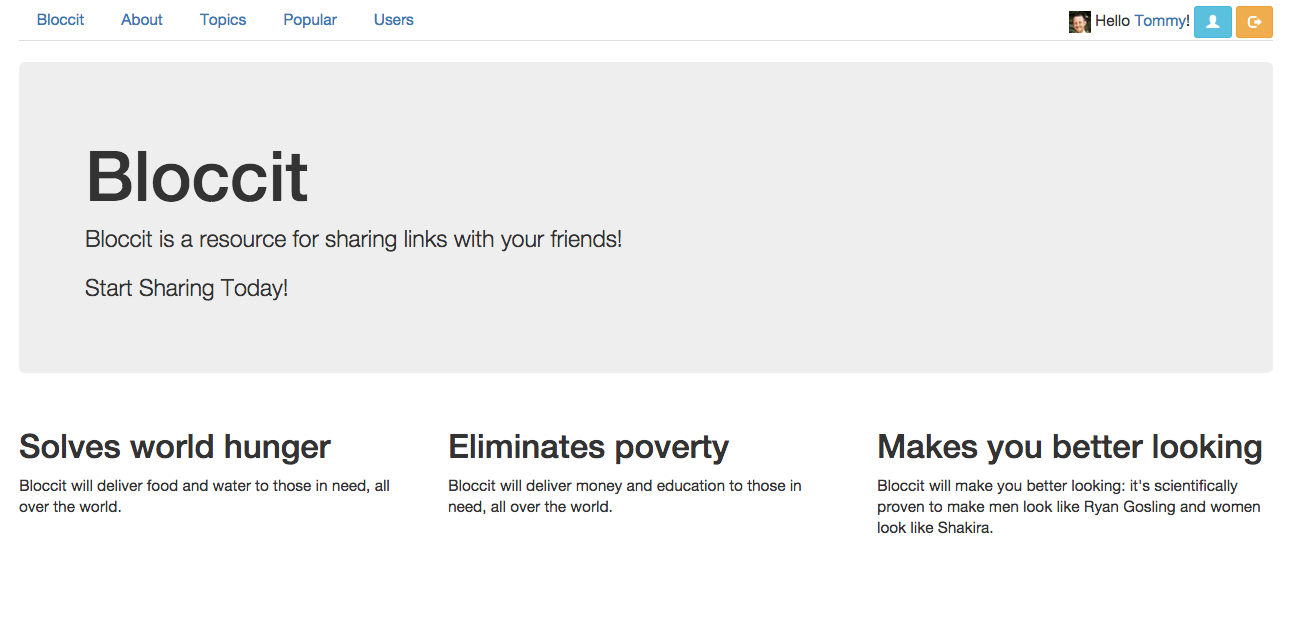 Bloccit About Topics Popular Users Hello Tommy!
Bloccit
Bloccit is a resource for sharing links with your friends!
Start Sharing Today!
Solves world hunger
Bloccit will deliver food and water to those in need, all
over the world.
Eliminates poverty
Bloccit will deliver money and education to those in
need, all over the world.
Makes you better looking
Bloccit will make you better looking: it's scientifically
proven to make men look like Ryan Gosling and women
look like Shakira.